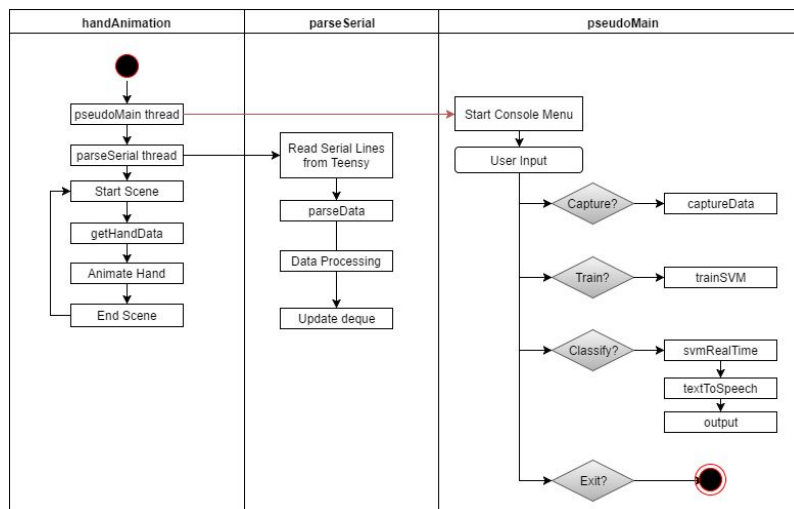 handAnimation
parseSerial
pseudoMain
pseudoMain thread
parseSerial thread
Start Scene
getHandData
Animate Hand
End Scene
Read Serial Lines
from Teensy
parseData
Data Processing
Update deque
Start Console Menu
User Input
Capture?
captureData
Train?
trainSVM
Classify?
svmRealTime
textToSpeech
output
Exit?